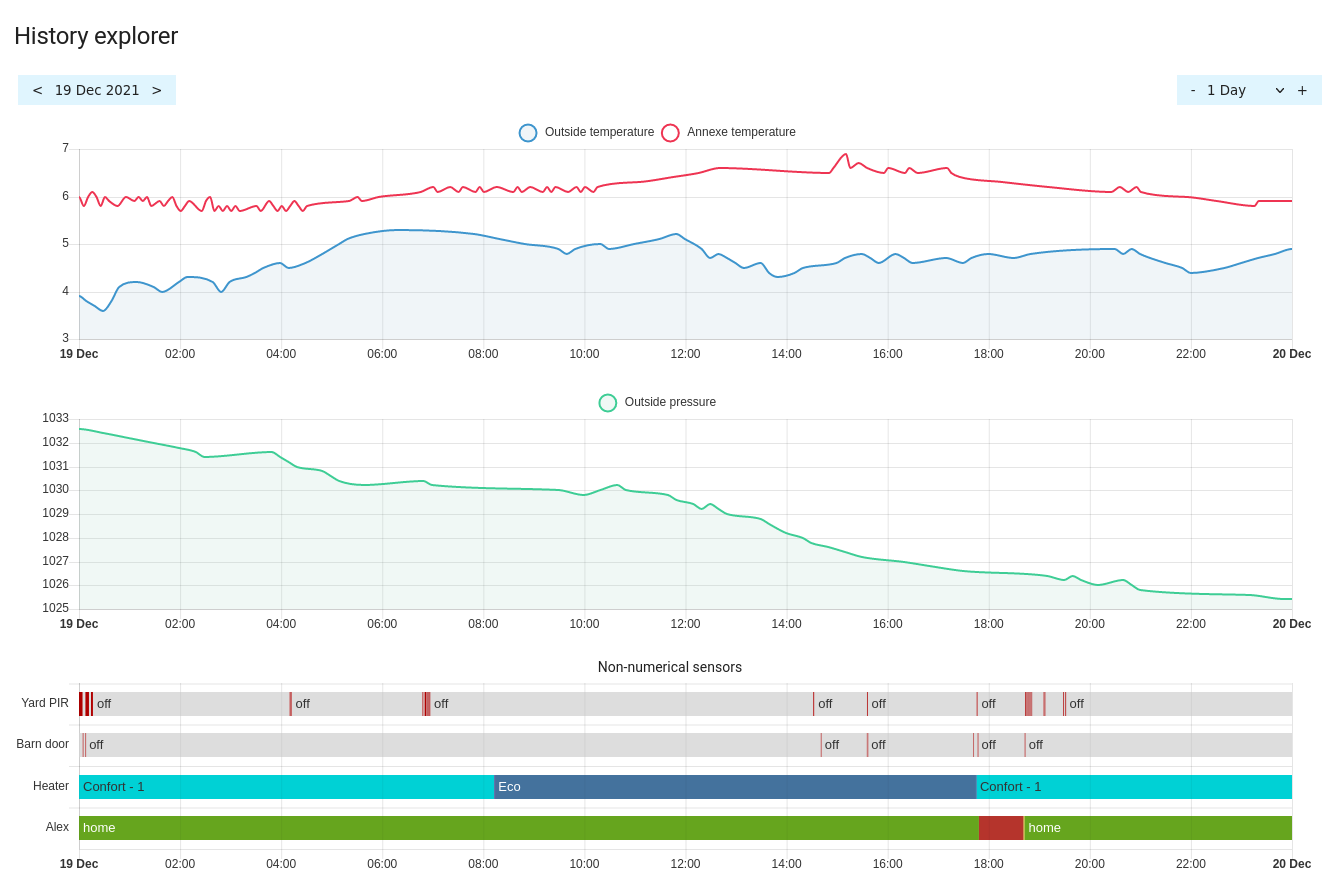 History explorer
< 19 Dec 2021 >
- 1 Day +
Outside temperature Annexe temperature
7
6
5
4
3
19 Dec 02:00 04:00 06:00 08:00 10:00 12:00 14:00 16:00 18:00 20:00 22:00 20 Dec
Outside pressure
1033
1032
1031
1030
1029
1028
1027
1026
1025
19 Dec 02:00 04:00 06:00 08:00 10:00 12:00 14:00 16:00 18:00 20:00 22:00 20 Dec
Non-numerical sensors
Yard PIR off off off off off off off
Barn door off off off off off
Heater Confort - 1 Eco Confort - 1
Alex home home
19 Dec 02:00 04:00 06:00 08:00 10:00 12:00 14:00 16:00 18:00 20:00 22:00 20 Dec